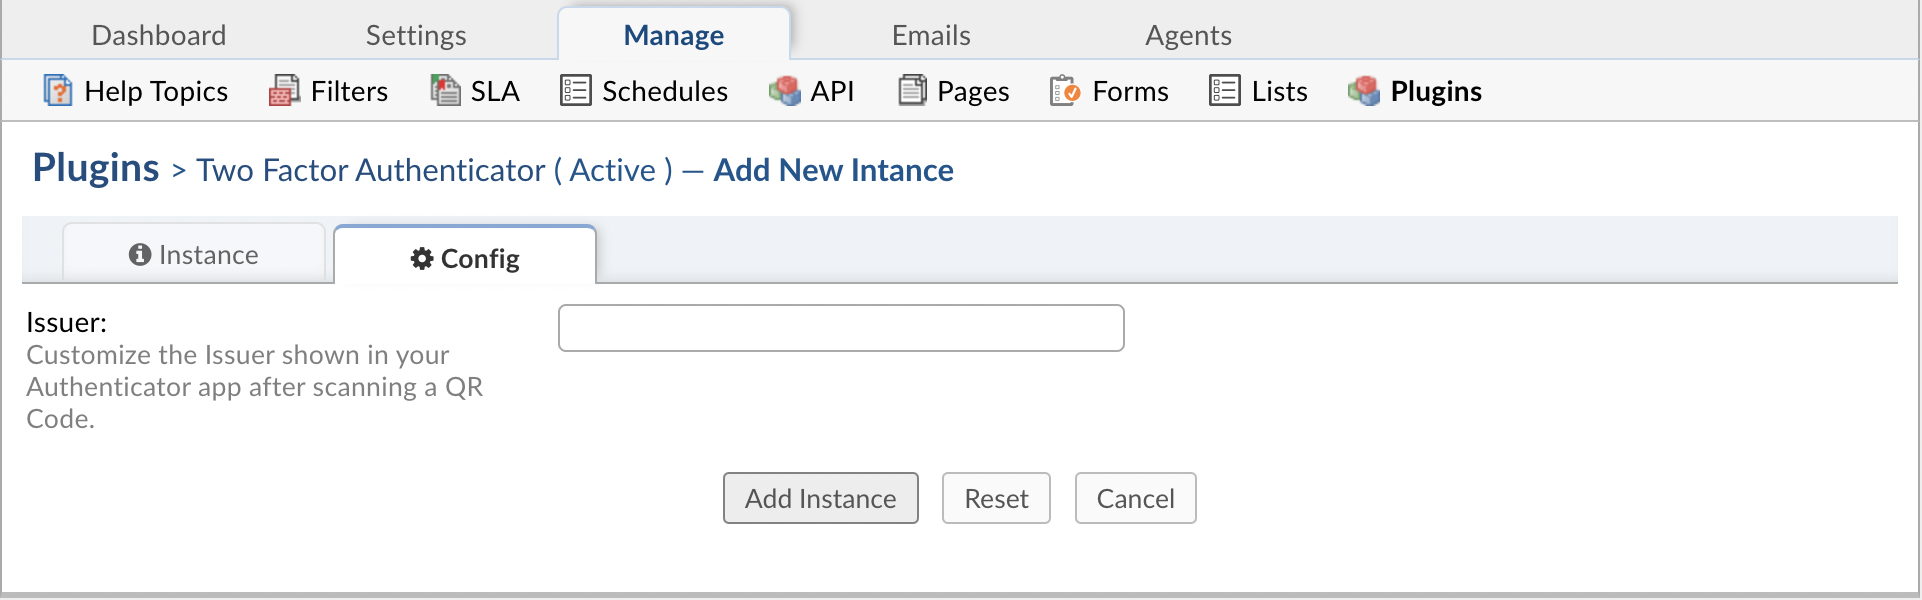 Dashboard Settings Manage Emails Agents
Help Topics Filters SLA Schedules API Pages Forms Lists Plugins
Plugins > Two Factor Authenticator ( Active ) — Add New Intance
Instance Config
Issuer:
Customize the Issuer shown in your
Authenticator app after scanning a QR
Code.
Add Instance Reset Cancel